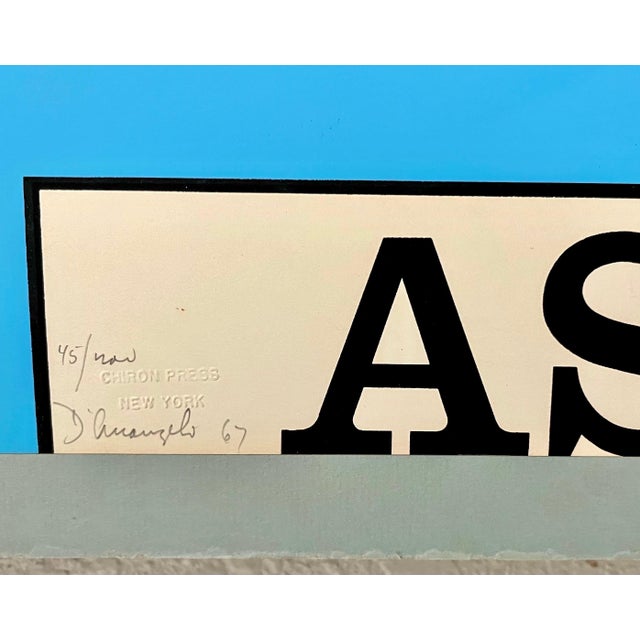 AS
45/100
CHIRON PRESS
NEW YORK
D'Arcangelo 67